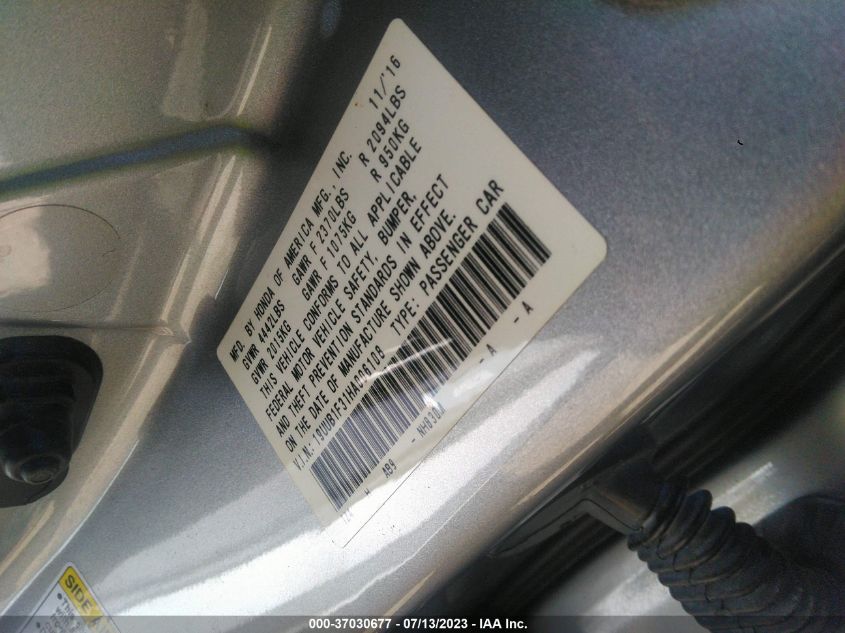 MFD. BY HONDA OF AMERICA MFG., INC. 11/'16
GVWR 4442LBS GAWR F 2370LBS R 2094LBS
GVWR 2015KG GAWR F 1075KG R 950KG
THIS VEHICLE CONFORMS TO ALL APPLICABLE
FEDERAL MOTOR VEHICLE SAFETY, BUMPER,
AND THEFT PREVENTION STANDARDS IN EFFECT
ON THE DATE OF MANUFACTURE SHOWN ABOVE.
V.I.N.: 19UUB1F31HA006109 TYPE: PASSENGER CAR
H AB9 - - A - A
SIDE
000-37030677 - 07/13/2023 - IAA Inc.